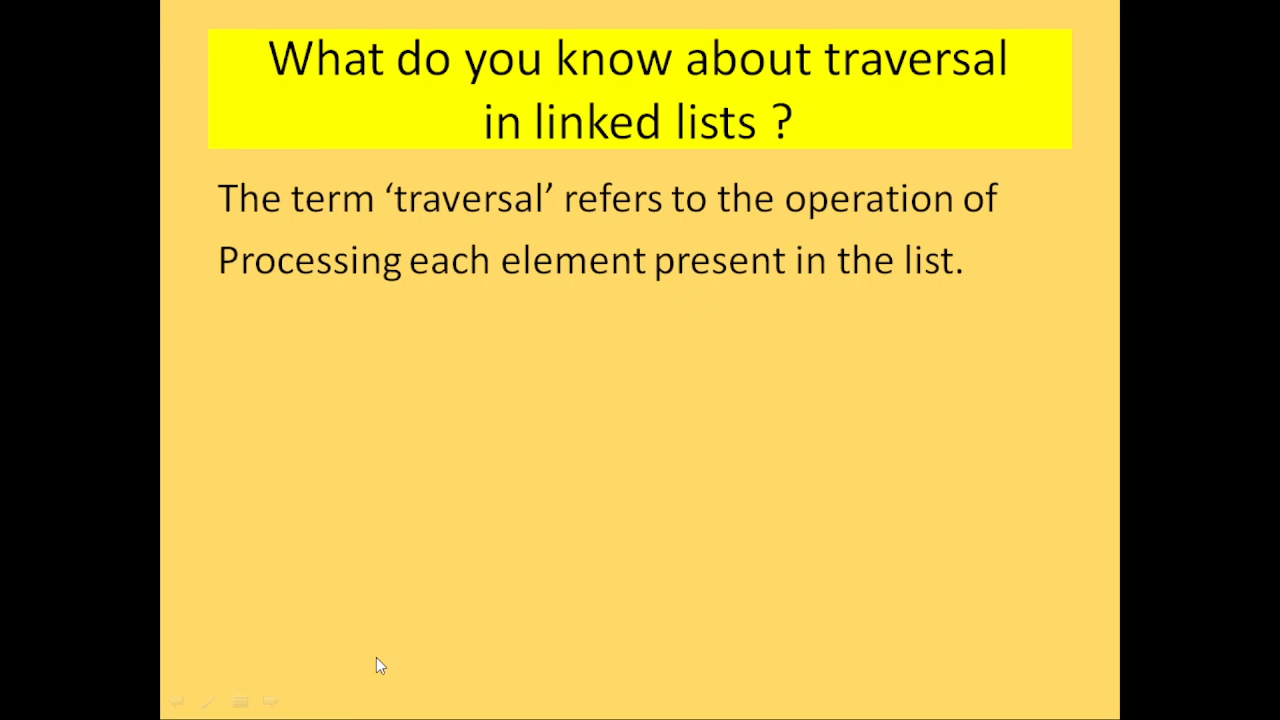 What do you know about traversal
in linked lists ?
The term ‘traversal’ refers to the operation of
Processing each element present in the list.